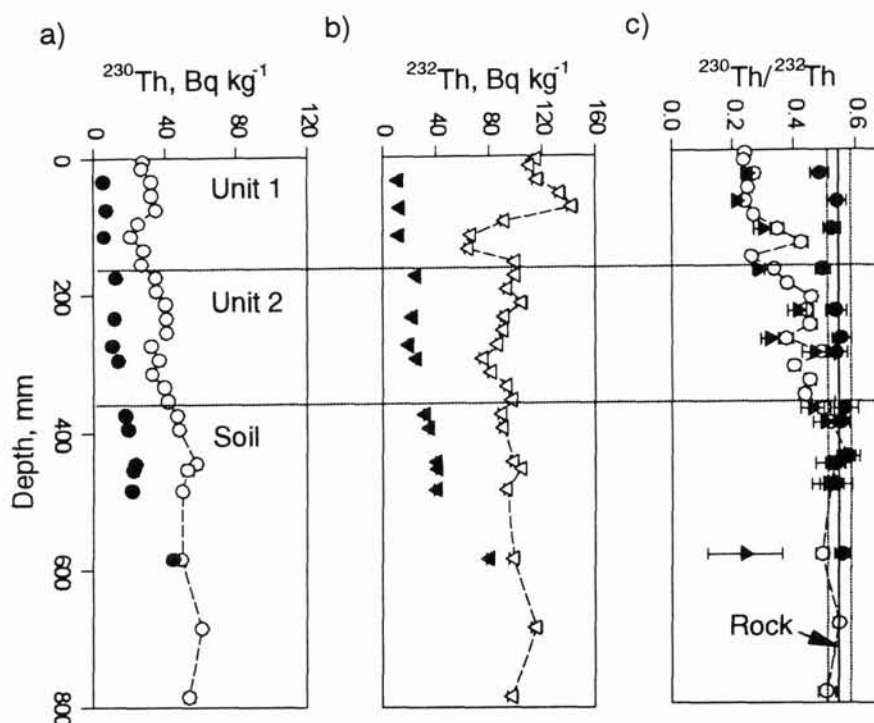 a)
230Th, Bq kg-1
0 40 80 120
b)
232Th, Bq kg-1
0 40 80 120 160
c)
230Th/232Th
0.0 0.2 0.4 0.6
0
200
400
6000
800
Depth, mm
Unit 1
Unit 2
Soil
Rock